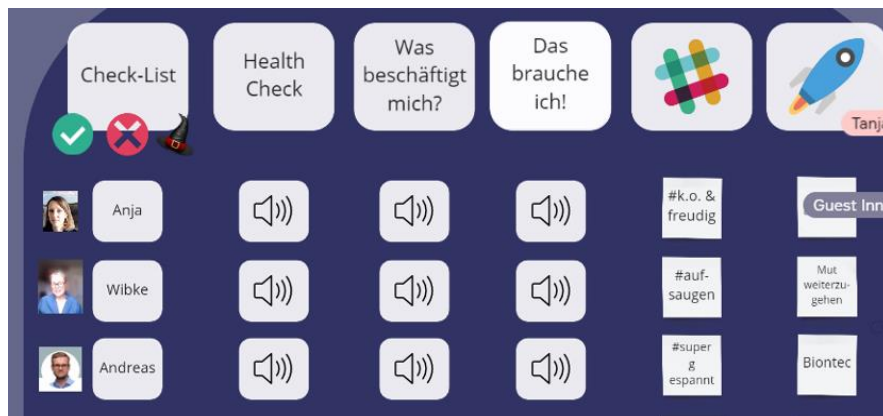 Check-List
Health
Check
Was
beschäftigt
mich?
Das
brauche
ich!
Tanja
Anja
#k.o. &
freudig
Guest Inn
Wibke
#auf-
saugen
Mut
weiterzu-
gehen
Andreas
#super
g
espannt
Biontec